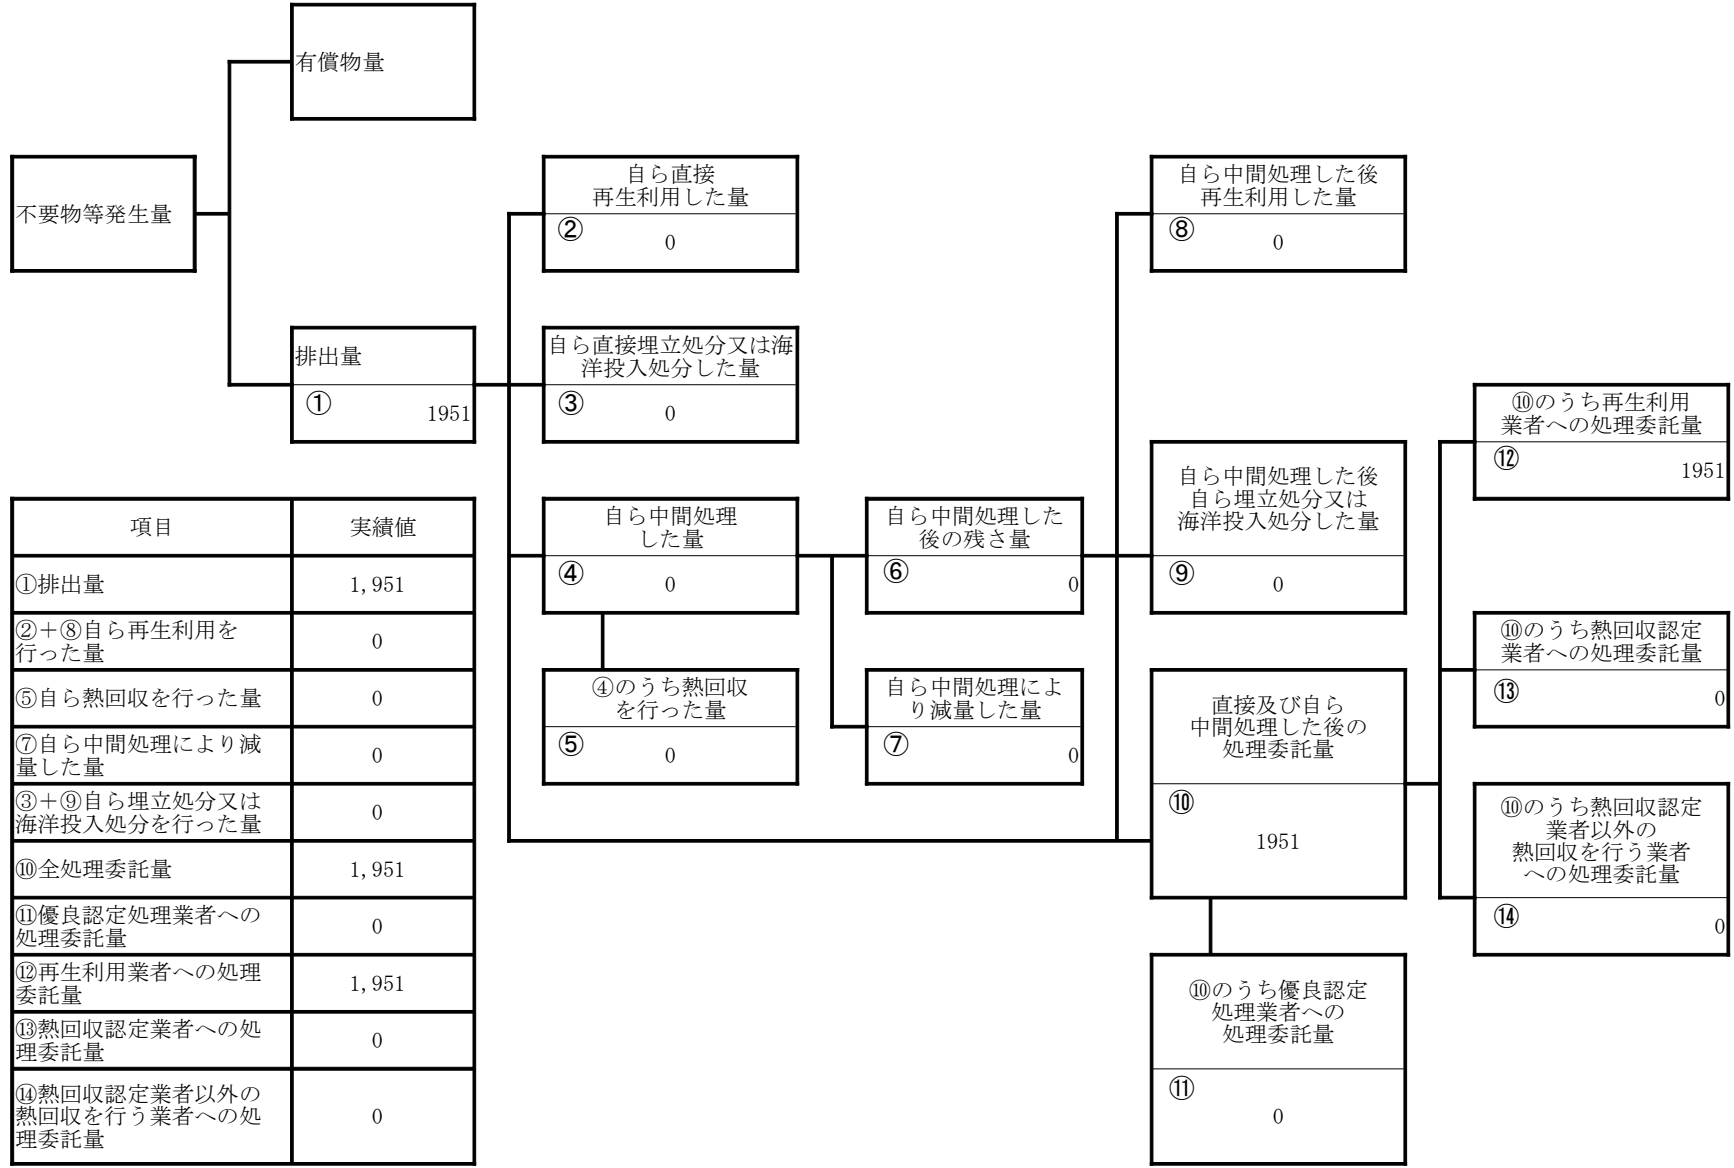 有償物量
不要物等発生量
自ら直接
再生利用した量
②
0
自ら中間処理した後
再生利用した量
⑧
0
排出量
①
1951
自ら直接埋立処分又は海
洋投入処分した量
③
0
⑩のうち再生利用
業者への処理委託量
⑫
1951
自ら中間処理
した量
④
0
自ら中間処理した
後の残さ量
⑥
0
自ら中間処理した後
自ら埋立処分又は
海洋投入処分した量
⑨
0
⑩のうち熱回収認定
業者への処理委託量
⑬
0
④のうち熱回収
を行った量
⑤
0
自ら中間処理によ
り減量した量
⑦
0
直接及び自ら
中間処理した後の
処理委託量
⑩
1951
⑩のうち熱回収認定
業者以外の
熱回収を行う業者
への処理委託量
⑭
0
⑩のうち優良認定
処理業者への
処理委託量
⑪
0
項目 実績値
①排出量 1,951
②＋⑧自ら再生利用を
行った量 0
⑤自ら熱回収を行った量 0
⑦自ら中間処理により減
量した量 0
③＋⑨自ら埋立処分又は
海洋投入処分を行った量 0
⑩全処理委託量 1,951
⑪優良認定処理業者への
処理委託量 0
⑫再生利用業者への処理
委託量 1,951
⑬熱回収認定業者への処
理委託量 0
⑭熱回収認定業者以外の
熱回収を行う業者への処
理委託量 0